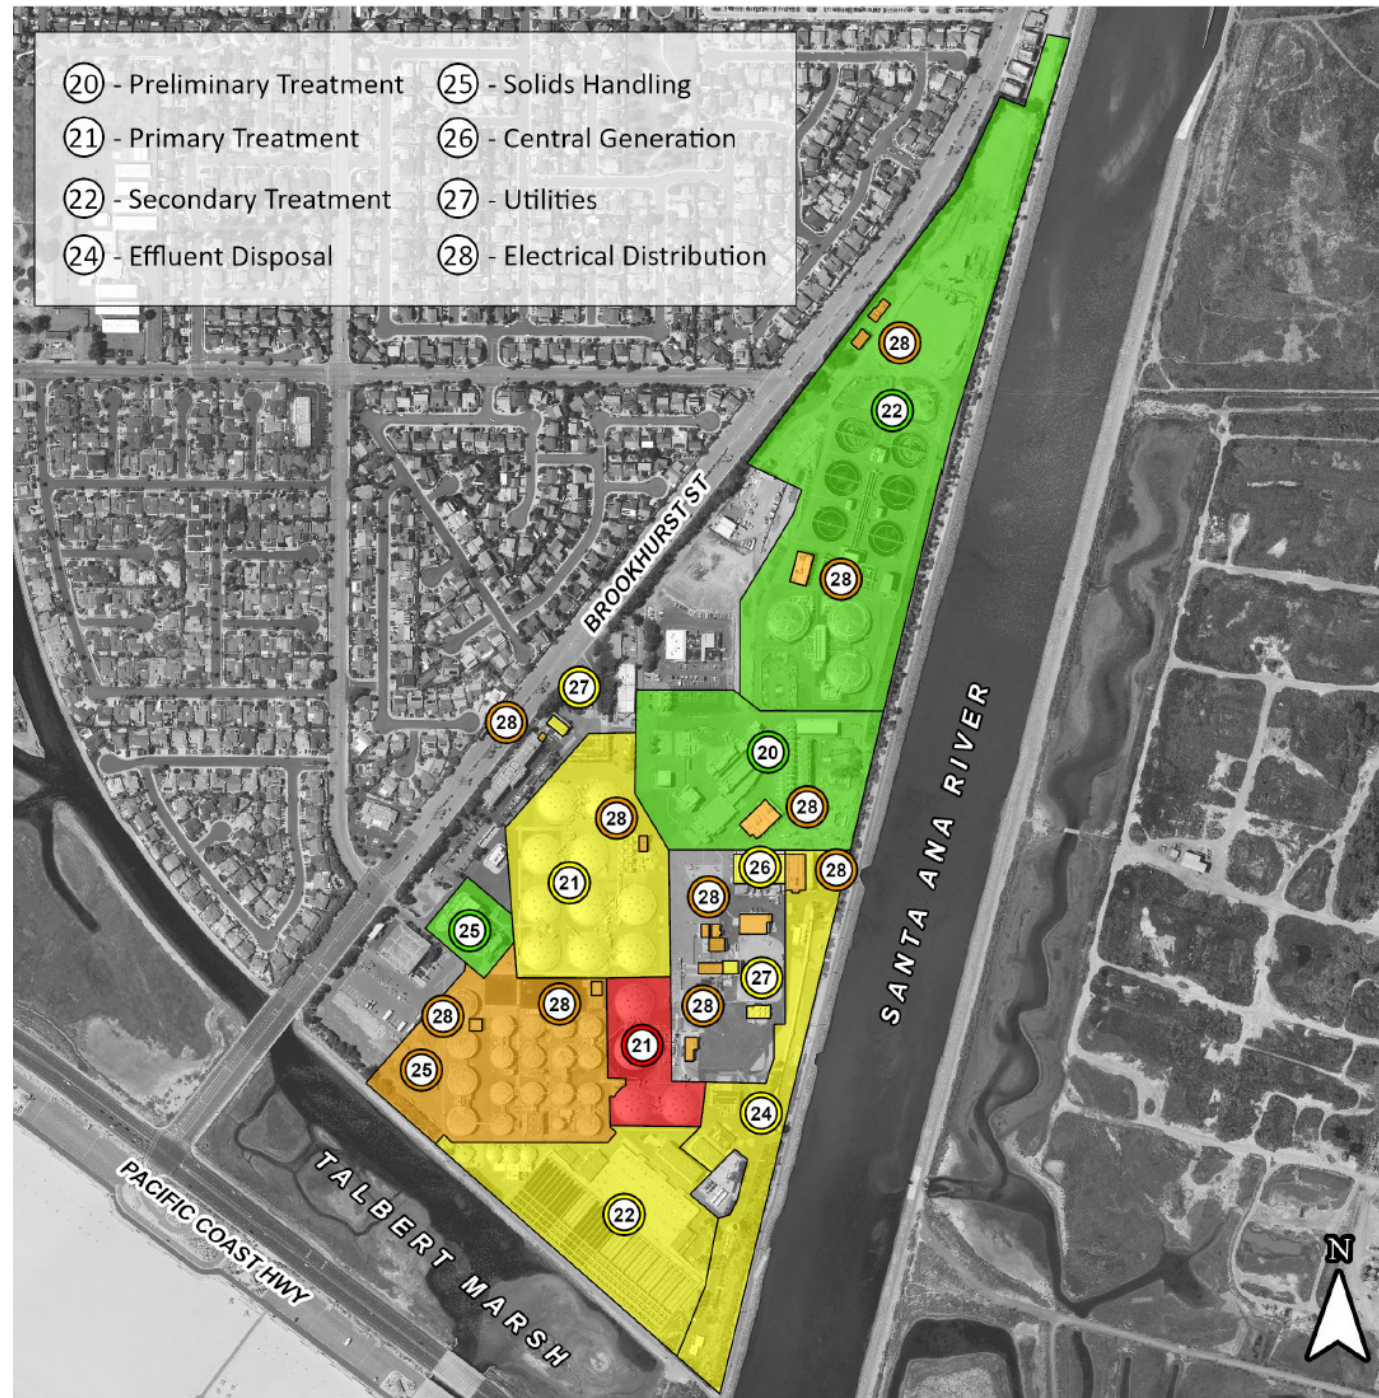 20 - Preliminary Treatment
21 - Primary Treatment
22 - Secondary Treatment
24 - Effluent Disposal
25 - Solids Handling
26 - Central Generation
27 - Utilities
28 - Electrical Distribution
28
22
28
BROOKHURST ST
27
28
20
28
28
21
26
28
28
25
27
28
28
28
21
25
24
22
SANTA ANA RIVER
TALBERT MARSH
PACIFIC COAST HWY
N